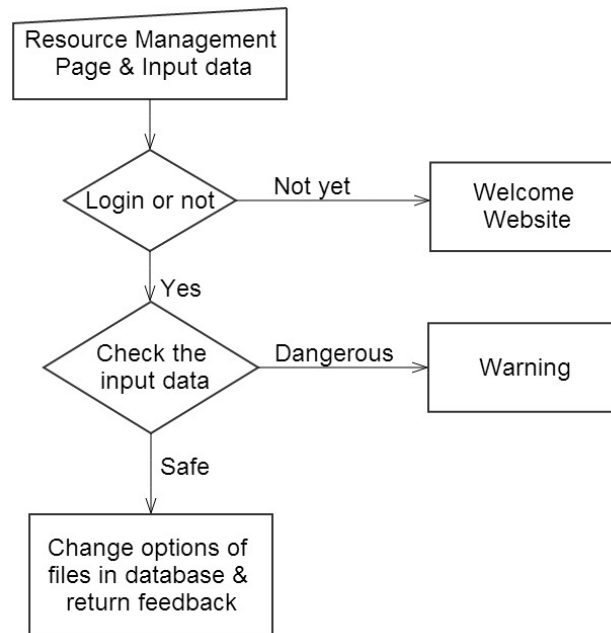 Resource Management
Page & Input data
Login or not
Not yet
Welcome
Website
Yes
Check the
input data
Dangerous
Warning
Safe
Change options of
files in database &
return feedback